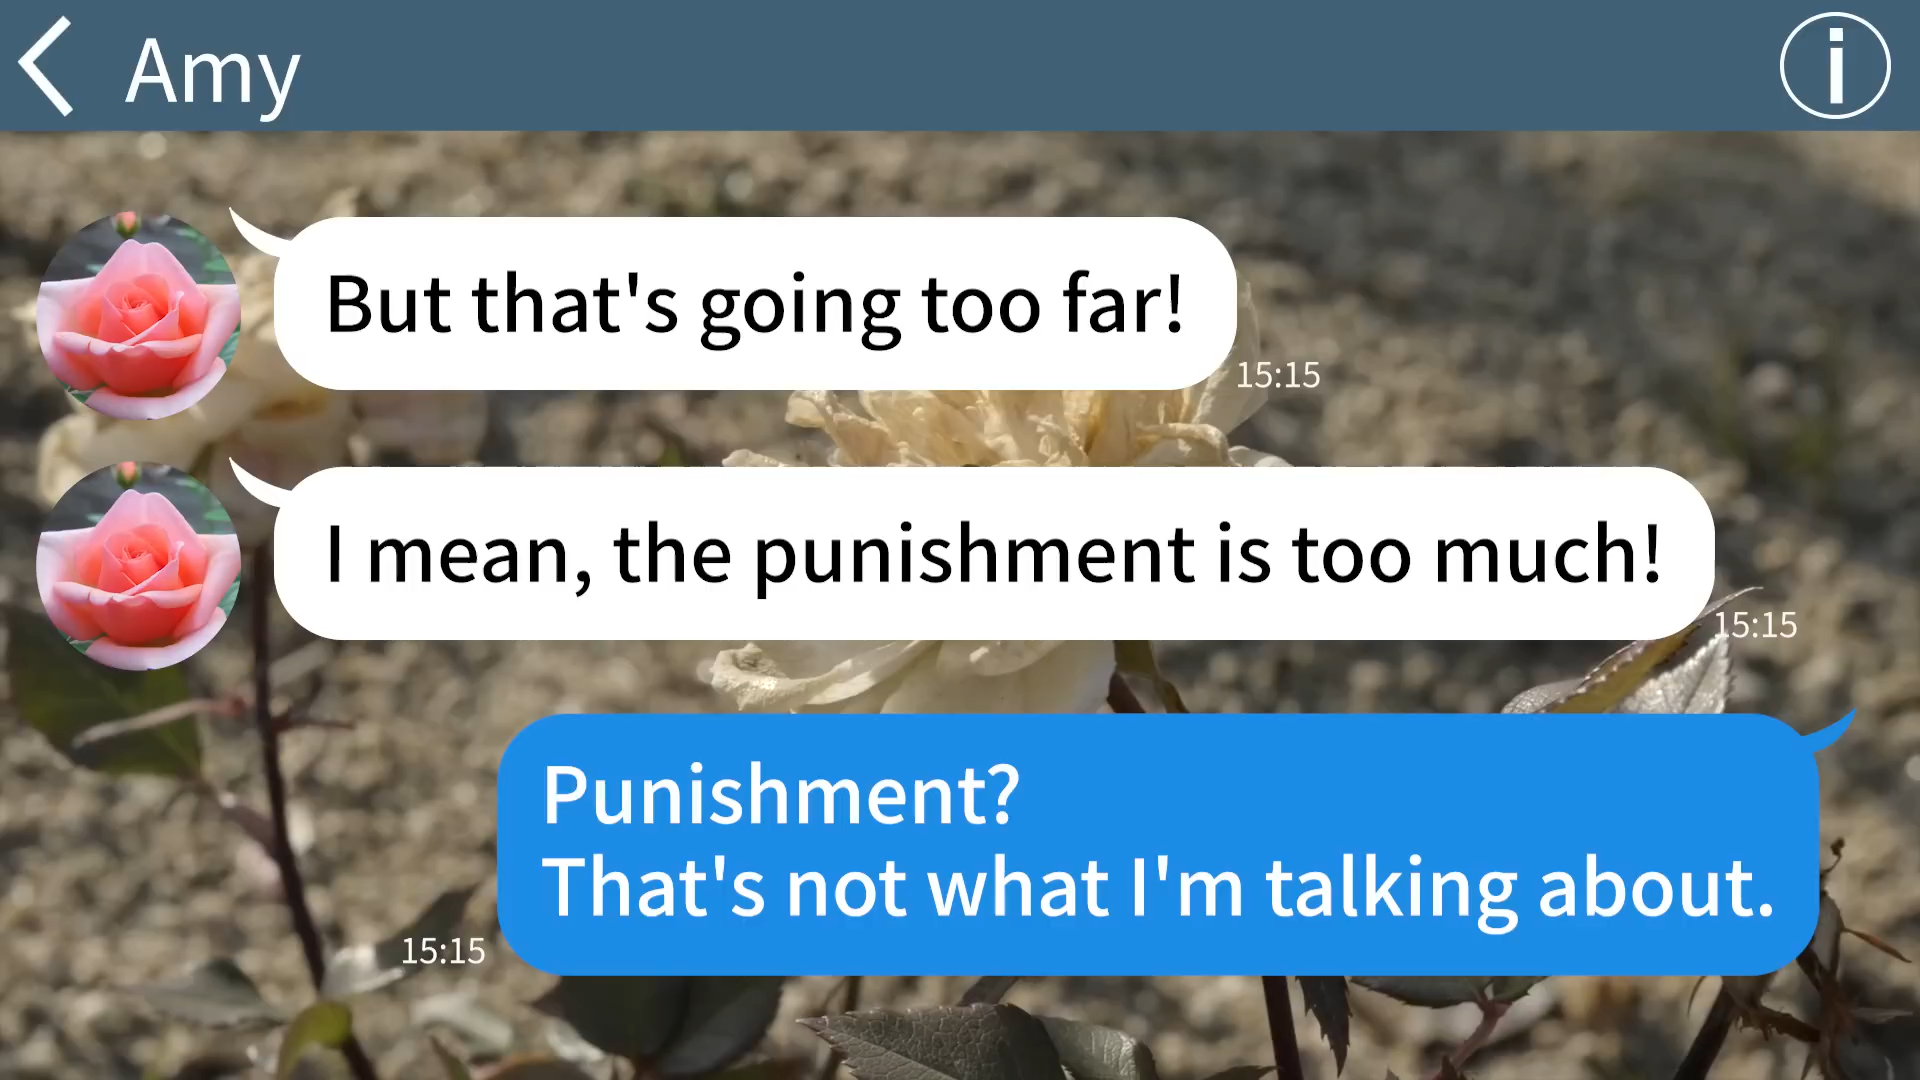 Amy
But that's going too far!
15:15
I mean, the punishment is too much!
15:15
Punishment?
That's not what I'm talking about.
15:15